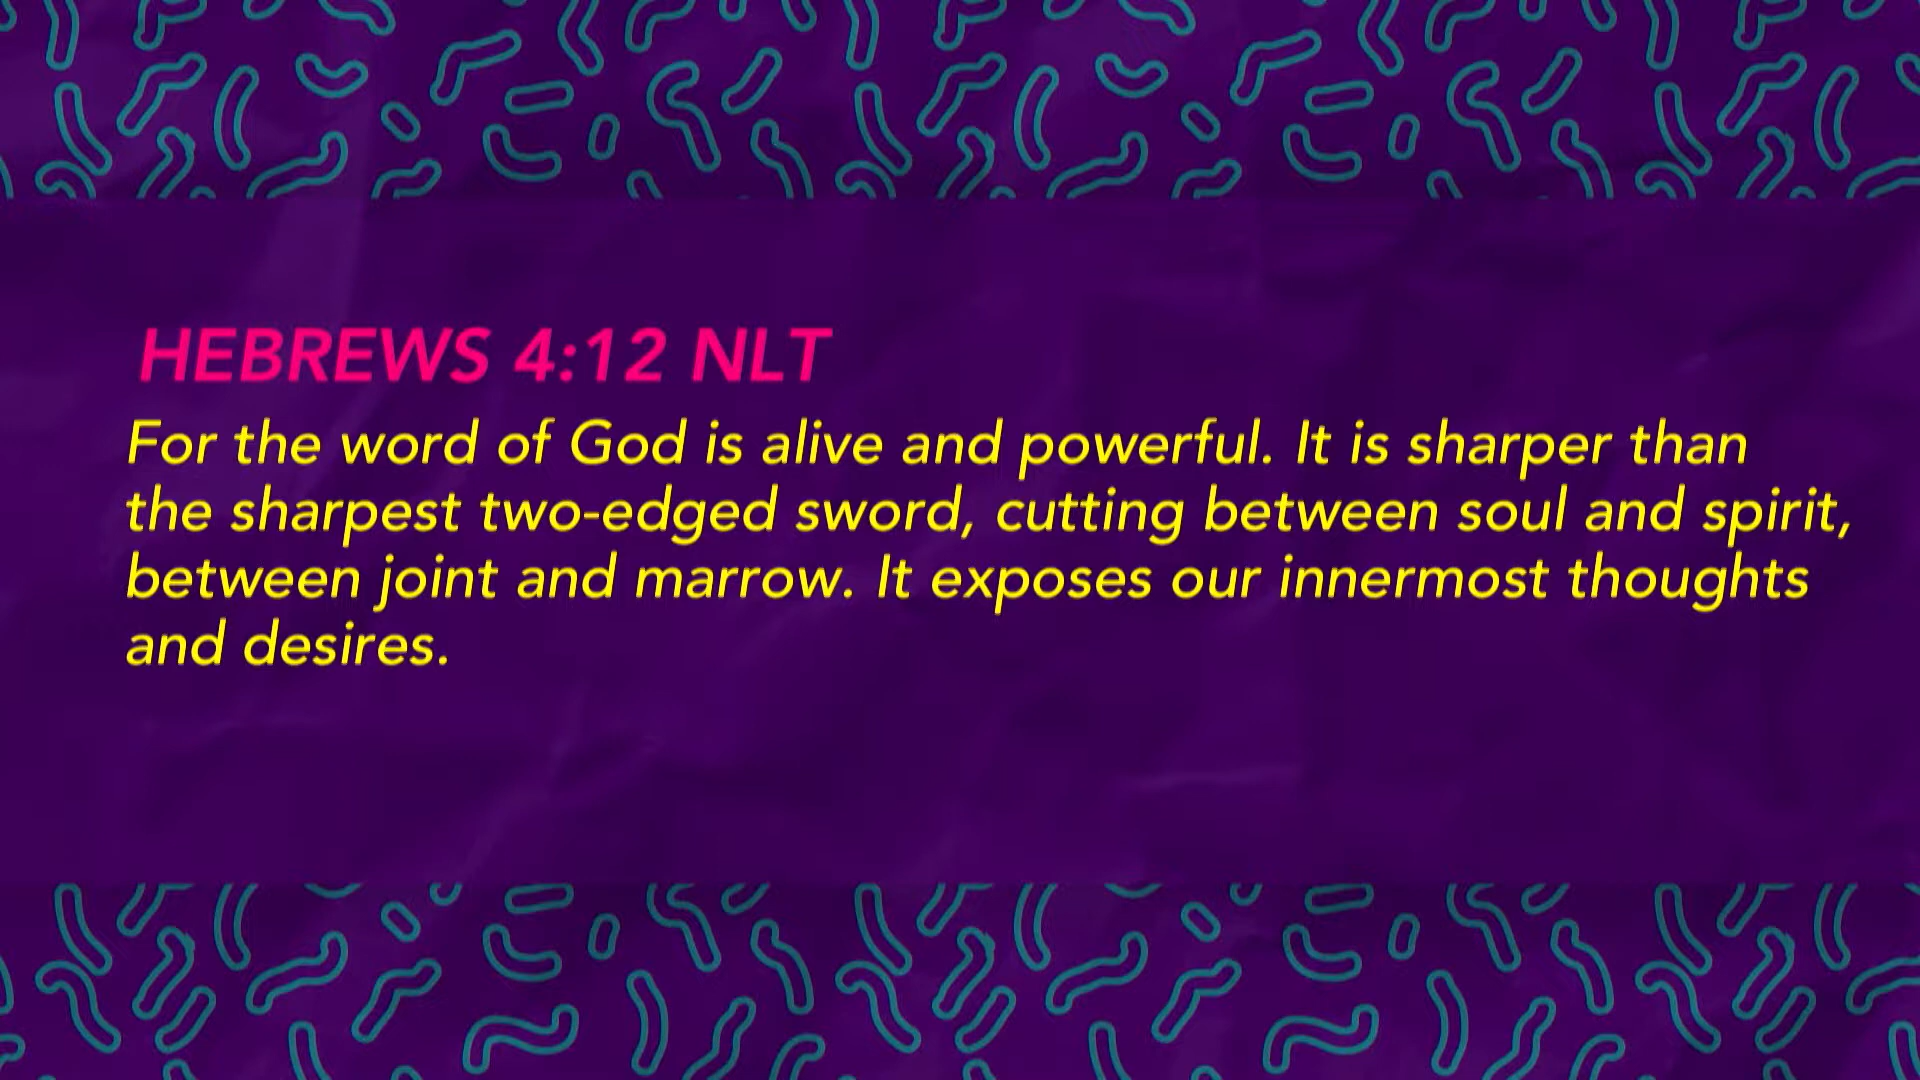 HEBREWS 4:12 NLT
For the word of God is alive and powerful. It is sharper than
the sharpest two-edged sword, cutting between soul and spirit,
between joint and marrow. It exposes our innermost thoughts
and desires.